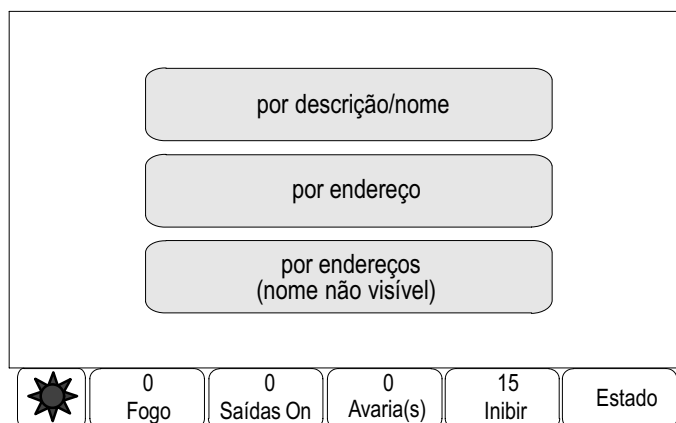 por descrição/nome
por endereço
por endereços
(nome não visível)
0
Fogo
0
Saídas On
0
Avaria(s)
15
Inibir
Estado